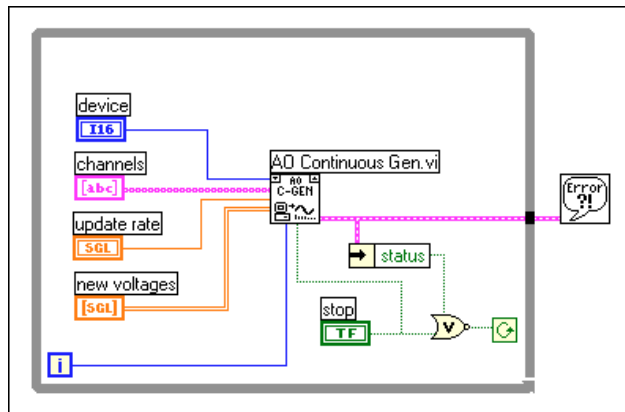 device
I16
channels
[abc]
AO Continuous Gen.vi
AO
C-GEN
update rate
SGL
new voltages
[SGL]
Error
?!
status
stop
TF
V
i